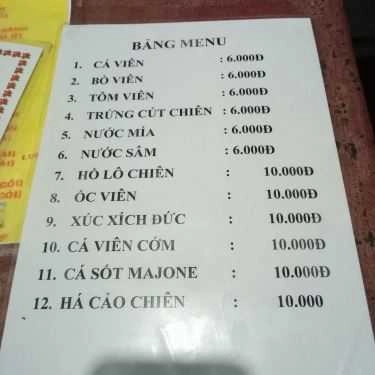 BẢNG MENU
1. CÁ VIÊN : 6.000Đ
2. BÒ VIÊN : 6.000Đ
3. TÔM VIÊN : 6.000Đ
4. TRỨNG CÚT CHIÊN : 6.000Đ
5 NƯỚC MÍA : 6.000Đ
6. NƯỚC SÂM : 6.000Đ
7. HỒ LÔ CHIÊN : 10.000Đ
8. ỐC VIÊN : 10.000Đ
9. XÚC XÍCH ĐỨC : 10.000Đ
10. CÁ VIÊN CỐM : 10.000Đ
11. CÁ SÓT MAJONE : 10.000Đ
12. HÁ CẢO CHIÊN : 10.000